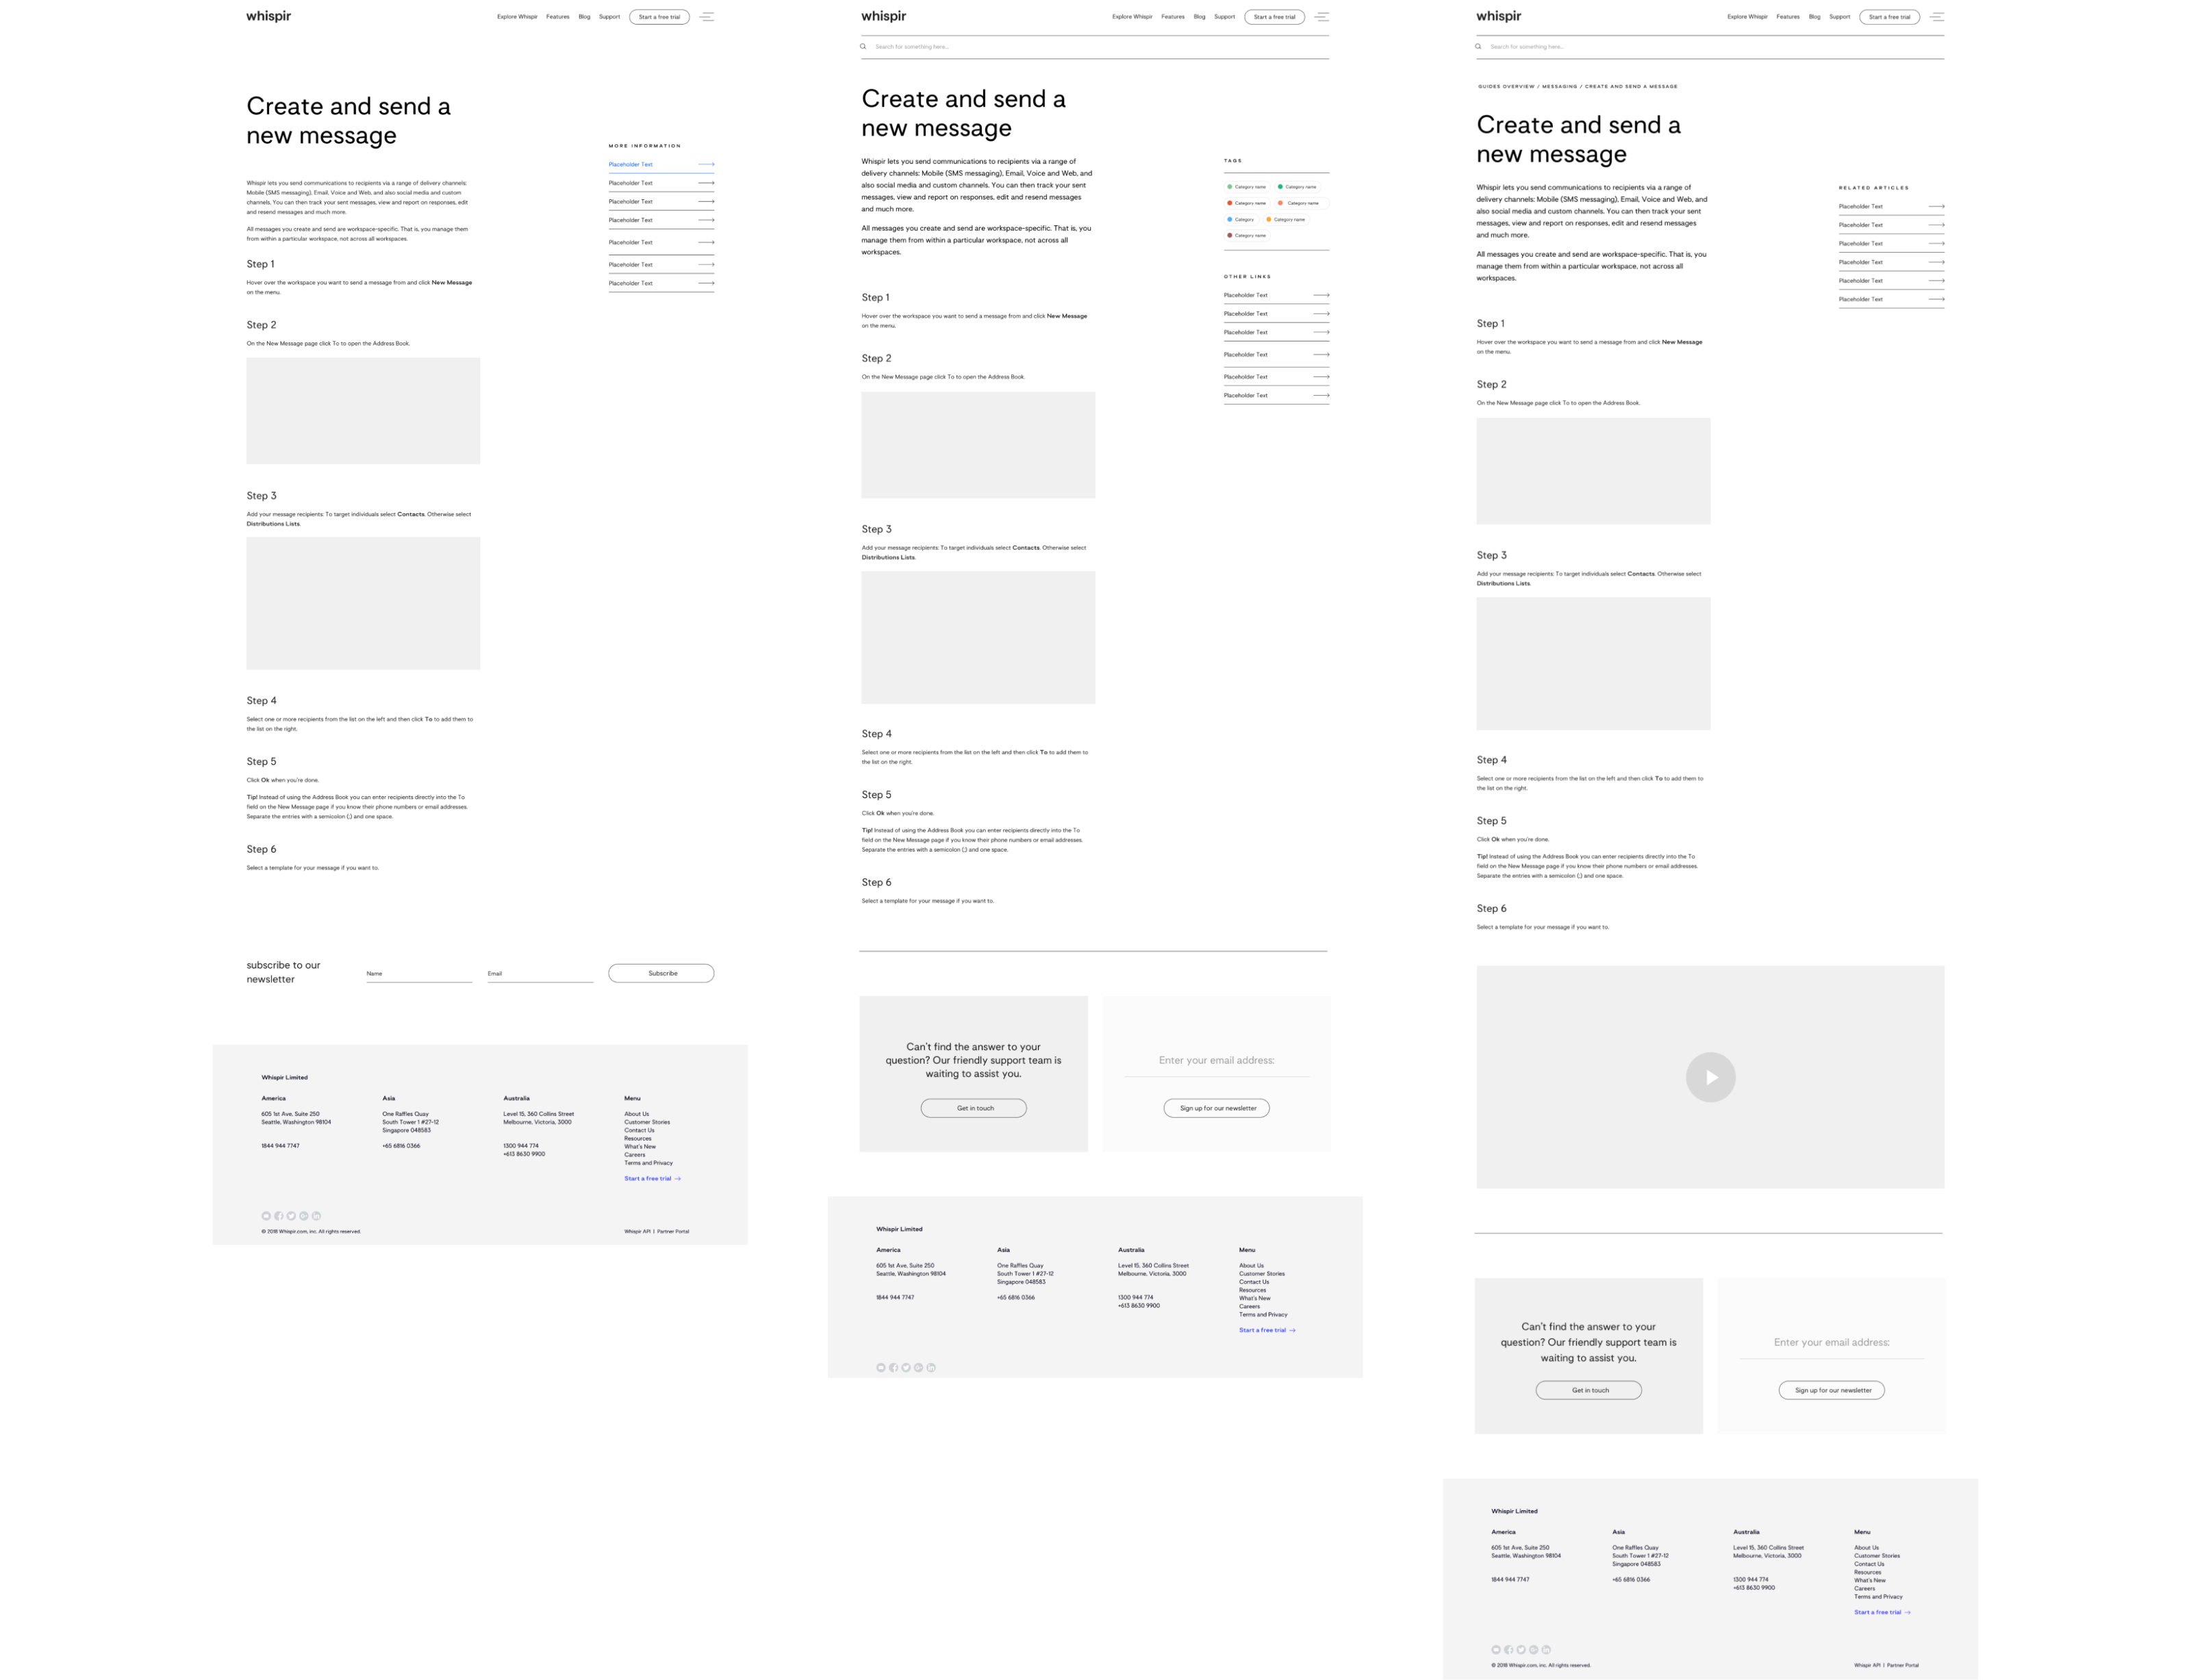 whispir
Explore Whispir Features Blog Support Start a free trial
Create and send a
new message
Whispir lets you send communications to recipients via a range of delivery channels:
Mobile (SMS messaging), Email, Voice and Web, and also social media and custom
channels. You can then track your sent messages, view and report on responses, edit
and resend messages and much more.
All messages you create and send are workspace-specific. That is, you manage them
from within a particular workspace, not across all workspaces.
Step 1
Hover over the workspace you want to send a message from and click New Message
on the menu.
Step 2
On the New Message page click To to open the Address Book.
Step 3
Add your message recipients: To target individuals select Contacts. Otherwise select
Distributions Lists.
Step 4
Select one or more recipients from the list on the left and then click To to add them to
the list on the right.
Step 5
Click Ok when you're done.
Tip! Instead of using the Address Book you can enter recipients directly into the To
field on the New Message page if you know their phone numbers or email addresses.
Separate the entries with a semicolon (;) and one space.
Step 6
Select a template for your message if you want to.
MORE INFORMATION
Placeholder Text
Placeholder Text
Placeholder Text
Placeholder Text
Placeholder Text
Placeholder Text
Placeholder Text
subscribe to our
newsletter
Name
Email
Subscribe
Whispir Limited
America
605 1st Ave, Suite 250
Seattle, Washington 98104
1844 944 7747
Asia
One Raffles Quay
South Tower 1 #27-12
Singapore 048583
+65 6816 0366
Australia
Level 15, 360 Collins Street
Melbourne, Victoria, 3000
1300 944 774
+613 8630 9900
Menu
About Us
Customer Stories
Contact Us
Resources
What's New
Careers
Terms and Privacy
Start a free trial
© 2018 Whispir.com, inc. All rights reserved.
Whispir API | Partner Portal
whispir
Explore Whispir Features Blog Support Start a free trial
Search for something here...
Create and send a
new message
Whispir lets you send communications to recipients via a range of
delivery channels: Mobile (SMS messaging), Email, Voice and Web, and
also social media and custom channels. You can then track your sent
messages, view and report on responses, edit and resend messages
and much more.
All messages you create and send are workspace-specific. That is, you
manage them from within a particular workspace, not across all
workspaces.
Step 1
Hover over the workspace you want to send a message from and click New Message
on the menu.
Step 2
On the New Message page click To to open the Address Book.
Step 3
Add your message recipients: To target individuals select Contacts. Otherwise select
Distributions Lists.
Step 4
Select one or more recipients from the list on the left and then click To to add them to
the list on the right.
Step 5
Click Ok when you're done.
Tip! Instead of using the Address Book you can enter recipients directly into the To
field on the New Message page if you know their phone numbers or email addresses.
Separate the entries with a semicolon (;) and one space.
Step 6
Select a template for your message if you want to.
TAGS
Category name Category name
Category name Category name
Category Category name
Category name
OTHER LINKS
Placeholder Text
Placeholder Text
Placeholder Text
Placeholder Text
Placeholder Text
Placeholder Text
Can't find the answer to your
question? Our friendly support team is
waiting to assist you.
Get in touch
Enter your email address:
Sign up for our newsletter
Whispir Limited
America
605 1st Ave, Suite 250
Seattle, Washington 98104
1844 944 7747
Asia
One Raffles Quay
South Tower 1 #27-12
Singapore 048583
+65 6816 0366
Australia
Level 15, 360 Collins Street
Melbourne, Victoria, 3000
1300 944 774
+613 8630 9900
Menu
About Us
Customer Stories
Contact Us
Resources
What's New
Careers
Terms and Privacy
Start a free trial
whispir
Explore Whispir Features Blog Support Start a free trial
Search for something here...
GUIDES OVERVIEW / MESSAGING / CREATE AND SEND A MESSAGE
Create and send a
new message
Whispir lets you send communications to recipients via a range of
delivery channels: Mobile (SMS messaging), Email, Voice and Web, and
also social media and custom channels. You can then track your sent
messages, view and report on responses, edit and resend messages
and much more.
All messages you create and send are workspace-specific. That is, you
manage them from within a particular workspace, not across all
workspaces.
Step 1
Hover over the workspace you want to send a message from and click New Message
on the menu.
Step 2
On the New Message page click To to open the Address Book.
Step 3
Add your message recipients: To target individuals select Contacts. Otherwise select
Distributions Lists.
Step 4
Select one or more recipients from the list on the left and then click To to add them to
the list on the right.
Step 5
Click Ok when you're done.
Tip! Instead of using the Address Book you can enter recipients directly into the To
field on the New Message page if you know their phone numbers or email addresses.
Separate the entries with a semicolon (;) and one space.
Step 6
Select a template for your message if you want to.
RELATED ARTICLES
Placeholder Text
Placeholder Text
Placeholder Text
Placeholder Text
Placeholder Text
Placeholder Text
Can't find the answer to your
question? Our friendly support team is
waiting to assist you.
Get in touch
Enter your email address:
Sign up for our newsletter
Whispir Limited
America
605 1st Ave, Suite 250
Seattle, Washington 98104
1844 944 7747
Asia
One Raffles Quay
South Tower 1 #27-12
Singapore 048583
+65 6816 0366
Australia
Level 15, 360 Collins Street
Melbourne, Victoria, 3000
1300 944 774
+613 8630 9900
Menu
About Us
Customer Stories
Contact Us
Resources
What's New
Careers
Terms and Privacy
Start a free trial
© 2018 Whispir.com, inc. All rights reserved.
Whispir API | Partner Portal